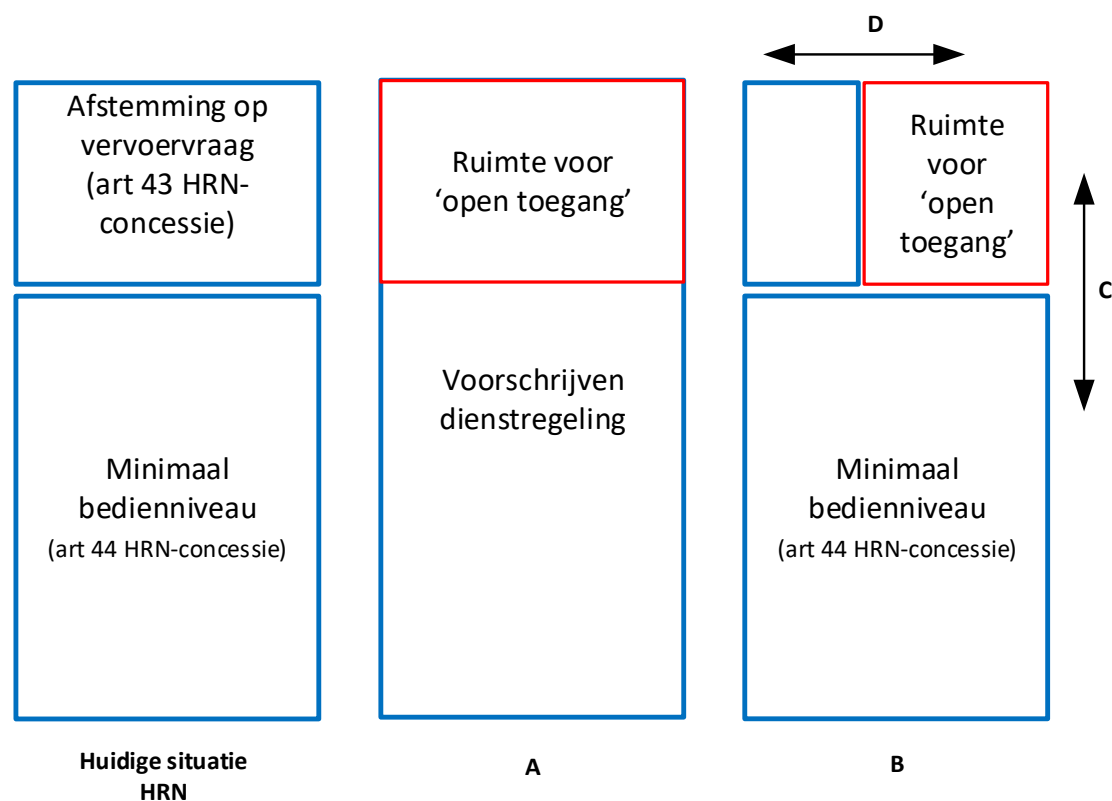 D
Afstemming op
vervoervraag
(art 43 HRN-
concessie)
Ruimte voor
‘open toegang’
Ruimte
voor
‘open
toegang’
C
Voorschrijven
dienstregeling
Minimaal
bedienniveau
(art 44 HRN-concessie)
Minimaal
bedienniveau
(art 44 HRN-concessie)
Huidige situatie
HRN
A
B